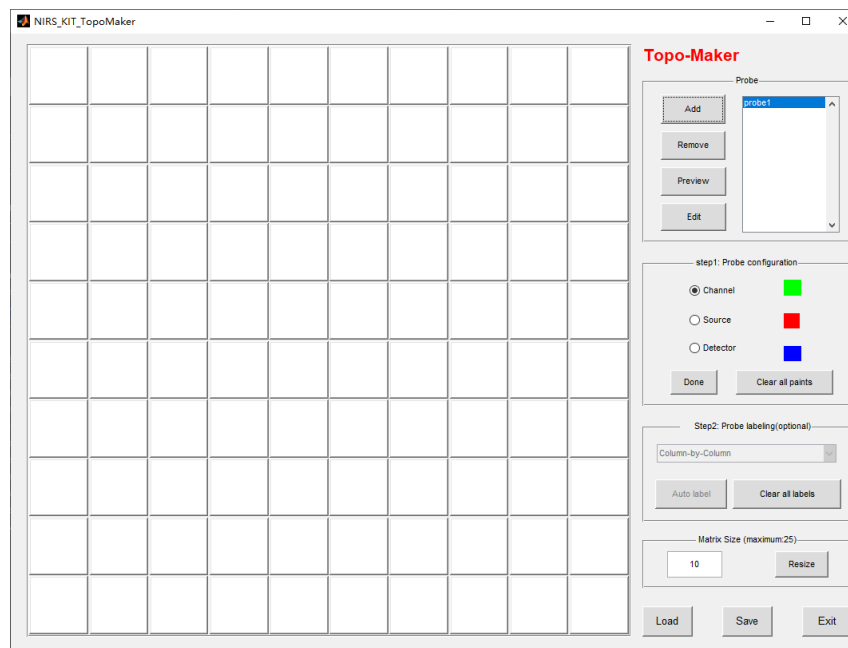 NIRS_KIT_TopoMaker
Topo-Maker
Probe
Add
probe1
Remove
Preview
Edit
step1: Probe configuration
Channel
Source
Detector
Done
Clear all paints
Step2: Probe labeling(optional)
Column-by-Column
Auto label
Clear all labels
Matrix Size (maximum:25)
10
Resize
Load
Save
Exit